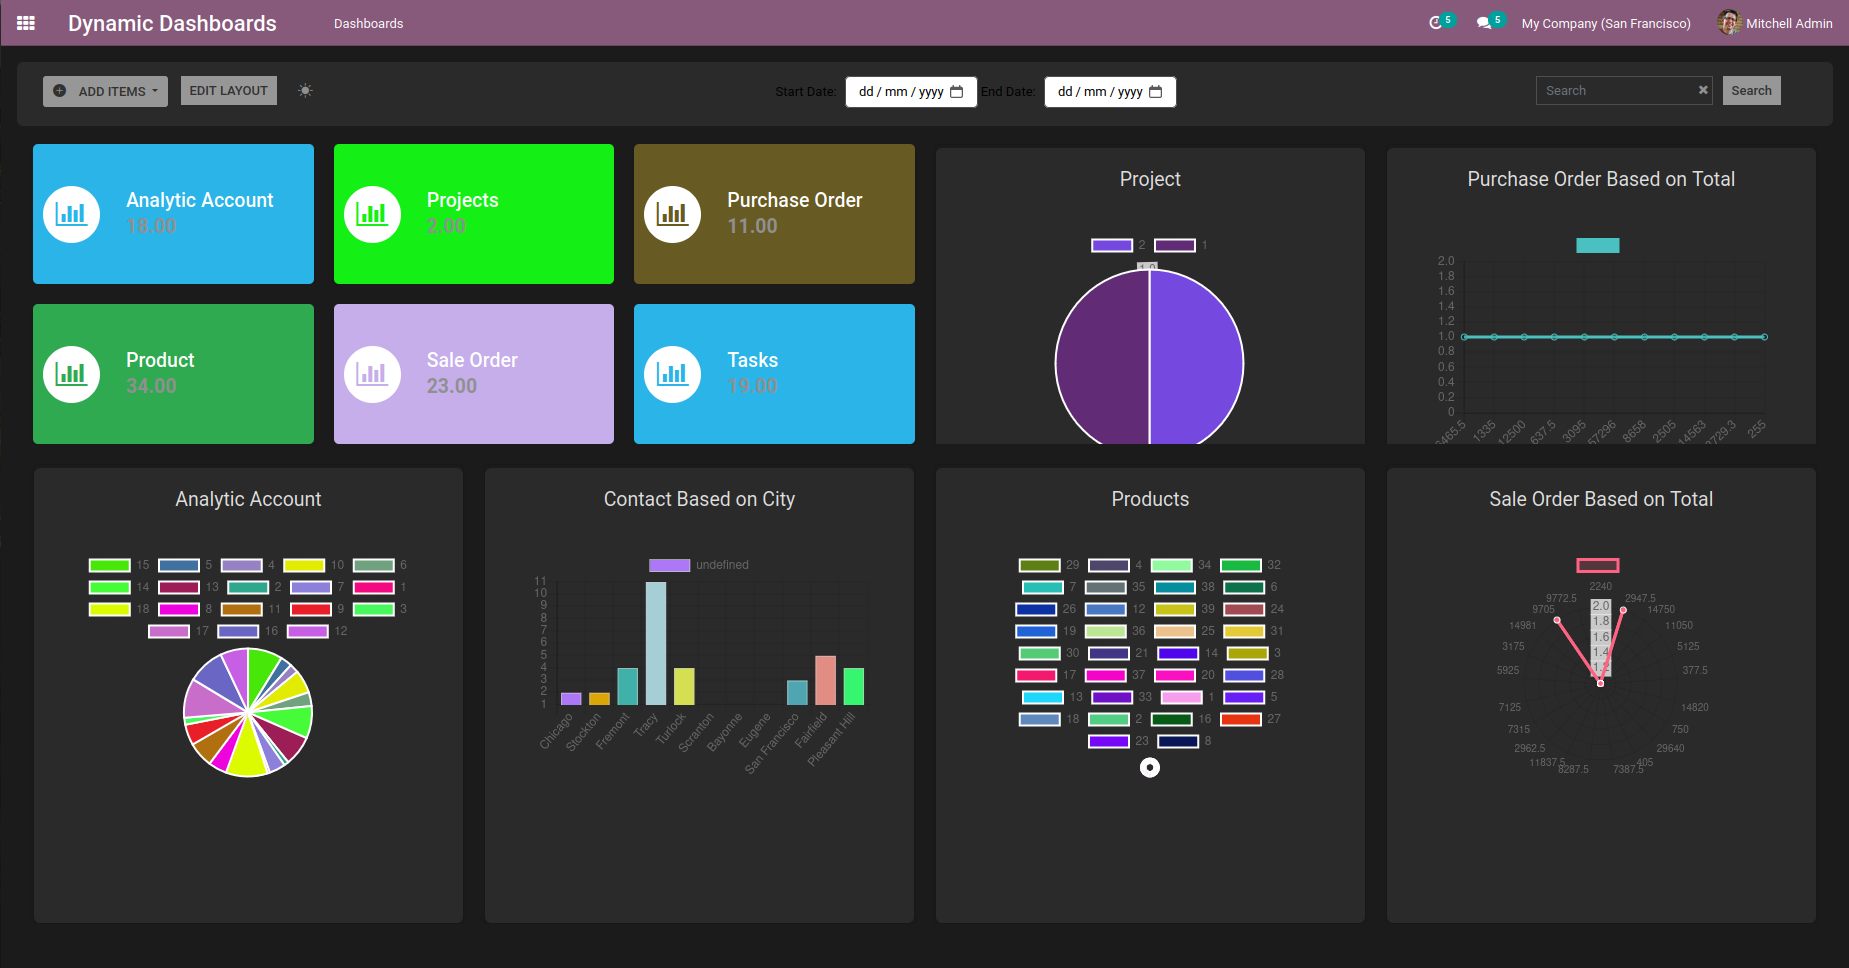 Dynamic Dashboards
Dashboards
5
5
My Company (San Francisco)
Mitchell Admin
ADD ITEMS
EDIT LAYOUT
Start Date:
dd / mm / yyyy
End Date:
dd / mm / yyyy
Search
Search
Analytic Account
18.00
Projects
2.00
Purchase Order
11.00
Product
34.00
Sale Order
23.00
Tasks
19.00
Project
2 1
1.0
Purchase Order Based on Total
2.0
1.8
1.6
1.4
1.2
1.0
0.8
0.6
0.4
0.2
0
1335 12500 637.5 3095 57296 8658 2505 14563 255
Analytic Account
15 5 4 10 6
14 13 2 7 1
18 8 11 9 3
17 16 12
Contact Based on City
undefined
11
10
9
8
7
6
5
4
3
2
1
Chicago Stockton Fremont Tracy Turlock Scranton Bayonne Eugene San Francisco Fairfield Pleasant Hill
Products
29 4 34 32
7 35 38 6
26 12 39 24
19 36 25 31
30 21 14 3
17 37 20 28
13 33 1 5
18 2 16 27
23 8
Sale Order Based on Total
2240
9772.5 2947.5
9705 14750
14981 11050
3175 5125
5925 377.5
7125 14820
7315 750
2962.5 29640
11837.5 405
8287.5 7387.5
2.0
1.8
1.6
1.4